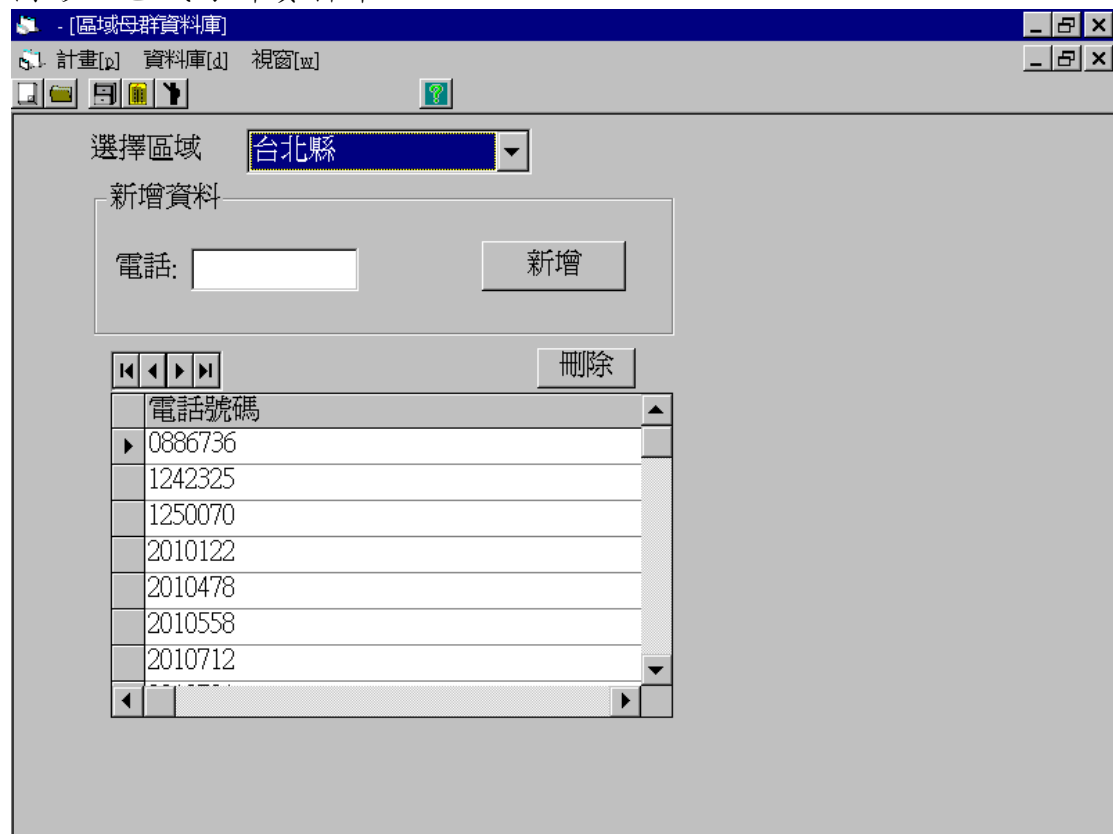 - [區域母群資料庫]
計畫[p] 資料庫[d] 視窗[w]
選擇區域 台北縣
新增資料
電話: 新增
刪除
電話號碼
0886736
1242325
1250070
2010122
2010478
2010558
2010712